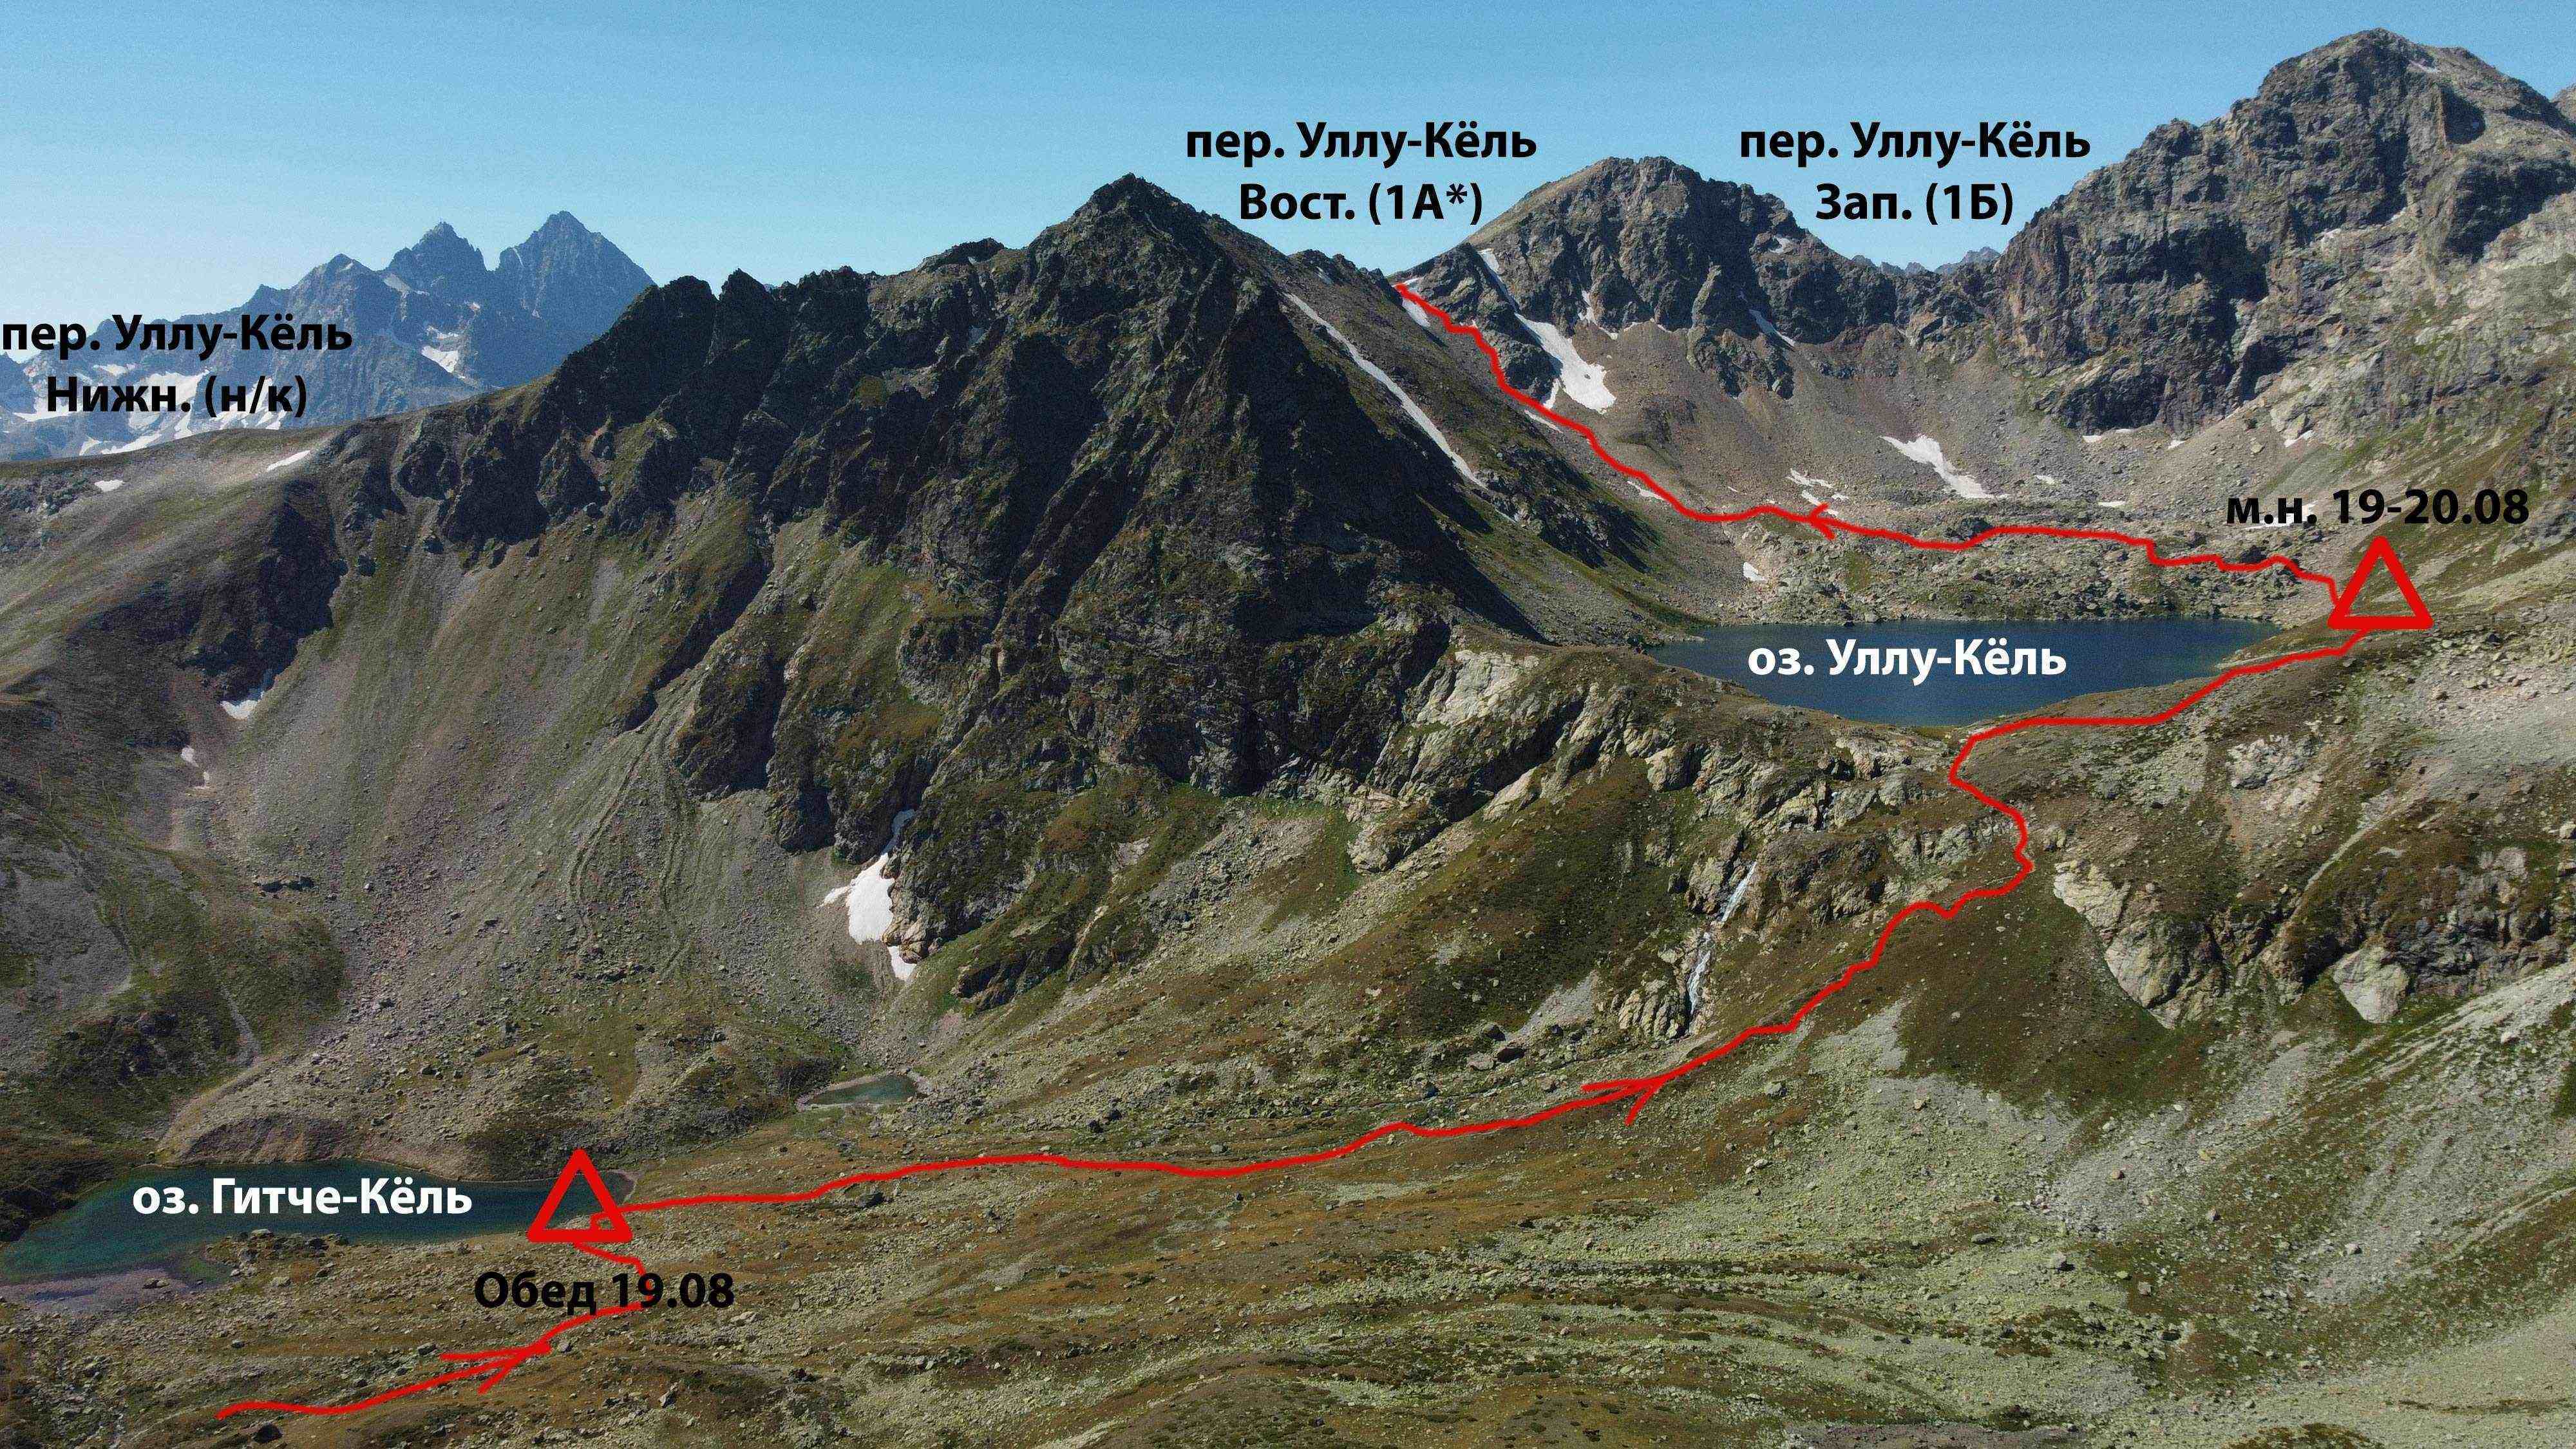 пер. Уллу-Кёль
Вост. (1А*)
пер. Уллу-Кёль
Зап. (1Б)
пер. Уллу-Кёль
Нижн. (н/к)
м.н. 19-20.08
оз. Уллу-Кёль
оз. Гитче-Кёль
Обед 19.08